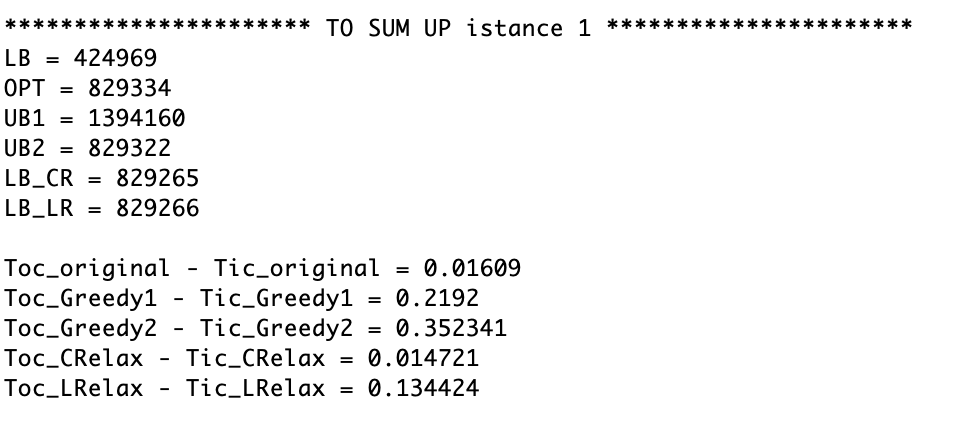 ********************** TO SUM UP istance 1 **********************
LB = 424969
OPT = 829334
UB1 = 1394160
UB2 = 829322
LB_CR = 829265
LB_LR = 829266
Toc_original - Tic_original = 0.01609
Toc_Greedy1 - Tic_Greedy1 = 0.2192
Toc_Greedy2 - Tic_Greedy2 = 0.352341
Toc_CRelax - Tic_CRelax = 0.014721
Toc_LRelax - Tic_LRelax = 0.134424